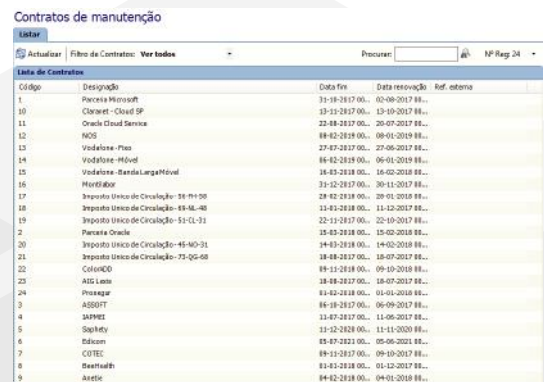 Contratos de manutenção
Listar
Actualizar Filtro de Contratos: Ver todos Procurar: Nº Reg: 24
Lista de Contratos
Código Designação Data fim Data renovação Ref. externa
1 Parceria Microsoft 31-10-2017 00... 02-08-2017 00...
10 Claranet - Cloud SP 13-11-2017 00... 13-10-2017 00...
11 Oracle Cloud Service 22-08-2017 00... 20-07-2017 00...
12 NOS 08-02-2019 00... 08-01-2019 00...
13 Vodafone - Fixo 27-07-2017 00... 27-06-2017 00...
14 Vodafone - Móvel 06-02-2019 00... 06-01-2019 00...
15 Vodafone - Banda Larga Móvel 16-03-2018 00... 16-02-2018 00...
16 Montilabor 31-12-2017 00... 30-11-2017 00...
17 Imposto Unico de Circulação - 56-FH-58 28-02-2018 00... 28-01-2018 00...
18 Imposto Unico de Circulação - 69-NL-48 11-01-2018 00... 11-12-2017 00...
19 Imposto Unico de Circulação - 51-CL-31 22-11-2017 00... 22-10-2017 00...
2 Parceria Oracle 15-03-2018 00... 15-02-2018 00...
20 Imposto Unico de Circulação - 46-NO-31 14-03-2018 00... 14-02-2018 00...
21 Imposto Unico de Circulação - 73-QG-68 18-08-2017 00... 18-07-2017 00...
22 ColorADD 09-11-2018 00... 09-10-2018 00...
23 AIG 18-08-2017 00... 18-07-2017 00...
24 Prosegur 01-02-2018 00... 01-01-2018 00...
3 ASSOFT 06-10-2017 00... 06-09-2017 00...
4 IAPMEI 11-07-2017 00... 11-06-2017 00...
5 Saphety 11-12-2020 00... 11-11-2020 00...
6 Edicom 05-07-2021 00... 05-06-2021 00...
7 COTEC 09-11-2017 00... 09-10-2017 00...
8 BeeHealth 01-01-2018 00... 01-12-2017 00...
9 Anetie 04-02-2018 00... 04-01-2018 00...